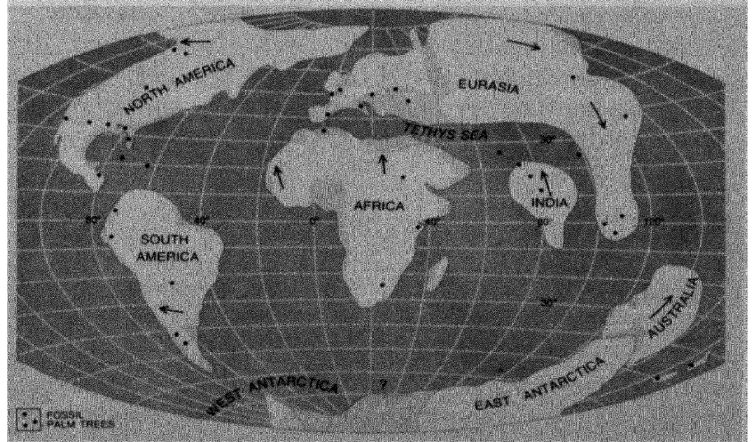 NORTH AMERICA
EURASIA
TETHYS SEA
30°
AFRICA
INDIA
80°
40°
0°
40°
80°
120°
SOUTH
AMERICA
30°
AUSTRALIA
WEST ANTARCTICA
?
EAST ANTARCTICA
FOSSIL
PALM TREES